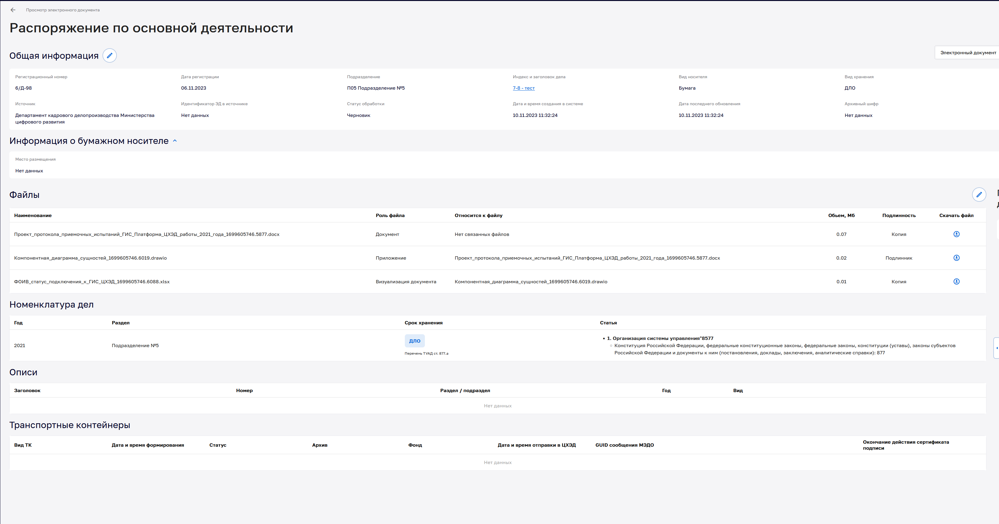 Просмотр электронного документа
Распоряжение по основной деятельности
Общая информация
Электронный документ
Регистрационный номер Дата регистрации Подразделение Индекс и заголовок дела Вид носителя Вид хранения
6/Д-98 06.11.2023 П05 Подразделение №5 7-8 - тест Бумага ДЛО
Источник Идентификатор ЭД в источнике Статус обработки Дата и время создания в системе Дата последнего обновления Архивный шифр
Департамент кадрового делопроизводства Министерства Нет данных Черновик 10.11.2023 11:32:24 10.11.2023 11:32:24 Нет данных
цифрового развития
Информация о бумажном носителе
Место размещения
Нет данных
Файлы
Наименование Роль файла Относится к файлу Обьем, Мб Подлинность Скачать файл
Проект_протокола_приемочных_испытаний_ГИС_Платформа_ЦХЭД_работы_2021_года_1699605746.5877.docx Документ Нет связанных файлов 0.07 Копия
Компонентная_диаграмма_сущностей_1699605746.6019.drawio Приложение Проект_протокола_приемочных_испытаний_ГИС_Платформа_ЦХЭД_работы_2021_года_1699605746.5877.docx 0.02 Подлинник
ФОИВ_статус_подключения_к_ГИС_ЦХЭД_1699605746.6088.xlsx Визуализация документа Компонентная_диаграмма_сущностей_1699605746.6019.drawio 0.01 Копия
Номенклатура дел
Год Раздел Срок хранения Статья
2021 Подразделение №5 ДЛО
Перечень ТУАД ст. 877.а
1. Организация системы управления"8577
Конституция Российской Федерации, федеральные конституционные законы, федеральные законы, конституции (уставы), законы субъектов
Российской Федерации и документы к ним (постановления, доклады, заключения, аналитические справки): 877
Описи
Заголовок Номер Раздел / подраздел Год Вид
Нет данных
Транспортные контейнеры
Вид ТК Дата и время формирования Статус Архив Фонд Дата и время отправки в ЦХЭД GUID сообщения МЭДО Окончание действия сертификата
подписи
Нет данных